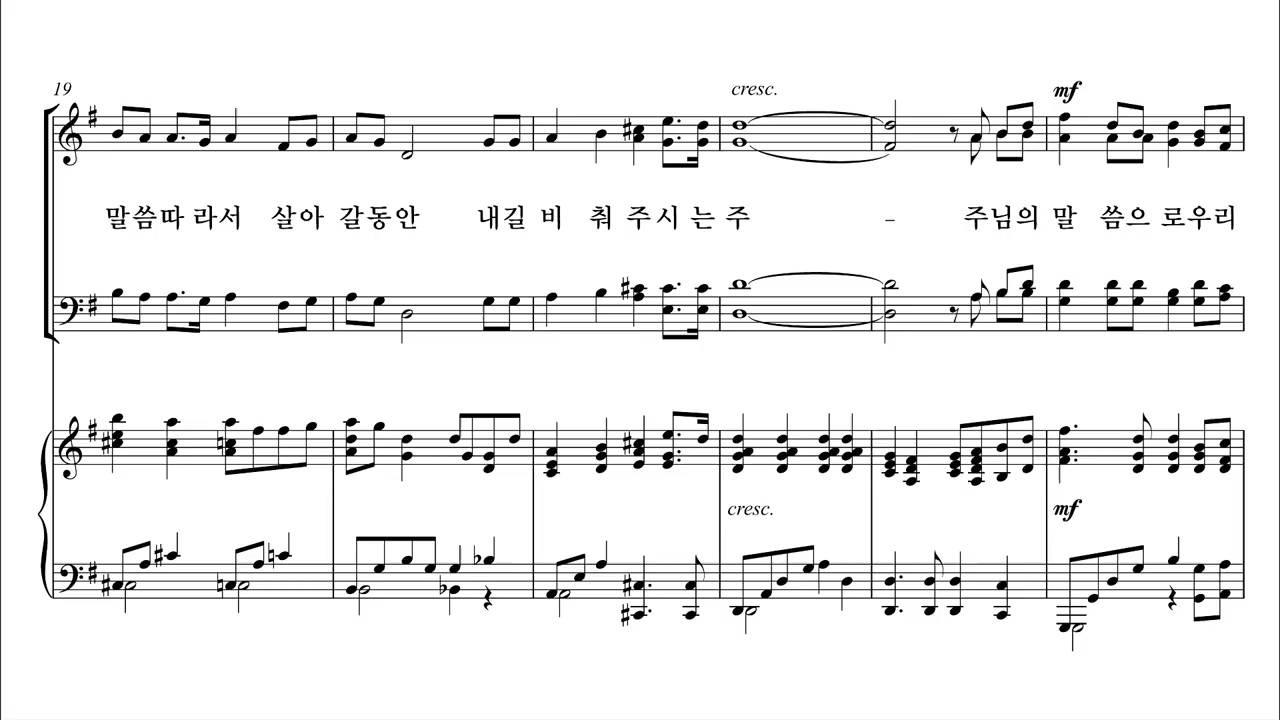 19
cresc.
mf
말씀따 라서 살아 갈동안 내길 비 춰 주시 는 주 - 주님의 말 씀으 로우리
cresc.
mf